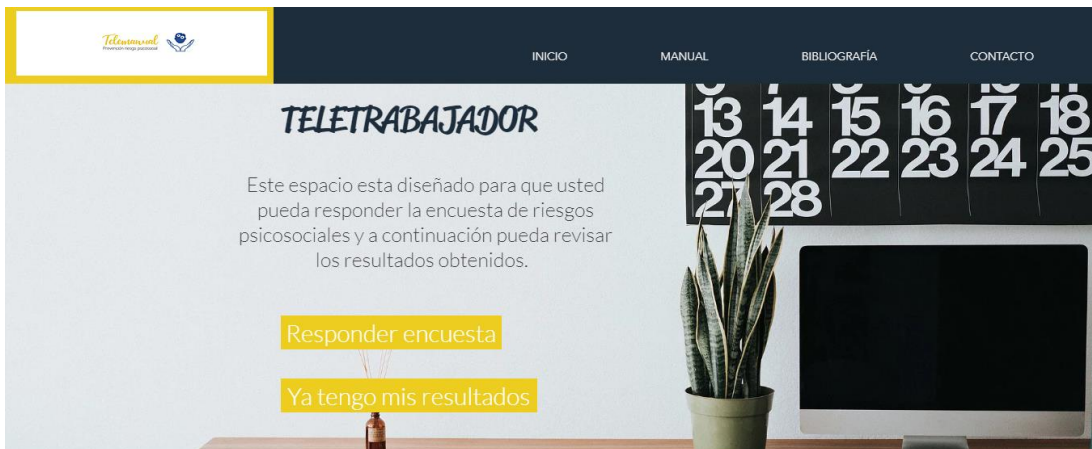 Telemanual
Prevención riesgo psicosocial
INICIO
MANUAL
BIBLIOGRAFÍA
CONTACTO
TELETRABAJADOR
Este espacio esta diseñado para que usted
pueda responder la encuesta de riesgos
psicosociales y a continuación pueda revisar
los resultados obtenidos.
Responder encuesta
Ya tengo mis resultados
13 14 15 16 17 18
20 21 22 23 24 25
27 28